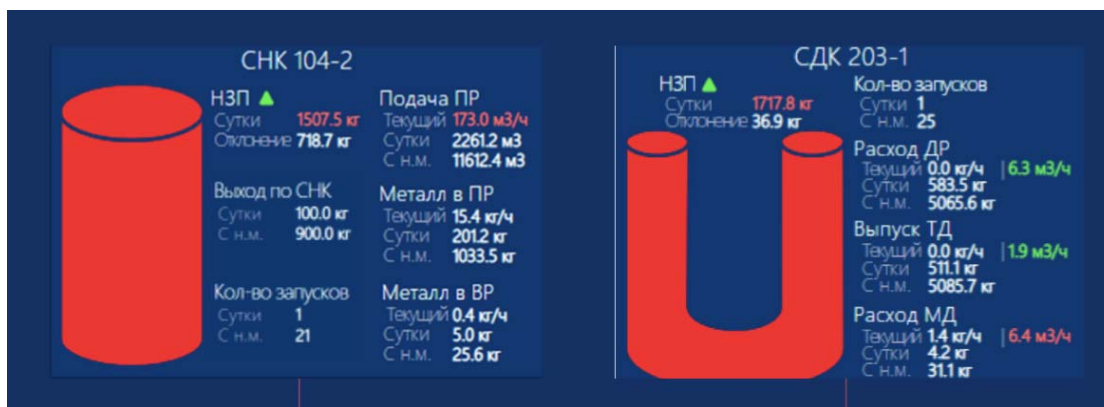 СНК 104-2
НЗП
Сутки 1507.5 кг
Отклонение 718.7 кг
Выход по СНК
Сутки 100.0 кг
С н.м. 900.0 кг
Кол-во запусков
Сутки 1
С н.м. 21
Подача ПР
Текущий 173.0 м3/ч
Сутки 2261.2 м3
С н.м. 11612.4 м3
Металл в ПР
Текущий 15.4 кг/ч
Сутки 201.2 кг
С н.м. 1033.5 кг
Металл в ВР
Текущий 0.4 кг/ч
Сутки 5.0 кг
С н.м. 25.6 кг
СДК 203-1
НЗП
Сутки 1717.8 кг
Отклонение 36.9 кг
Кол-во запусков
Сутки 1
С н.м. 25
Расход ДР
Текущий 0.0 кг/ч | 6.3 м3/ч
Сутки 583.5 кг
С н.м. 5065.6 кг
Выпуск ТД
Текущий 0.0 кг/ч | 1.9 м3/ч
Сутки 511.1 кг
С н.м. 5085.7 кг
Расход МД
Текущий 1.4 кг/ч | 6.4 м3/ч
Сутки 4.2 кг
С н.м. 31.1 кг